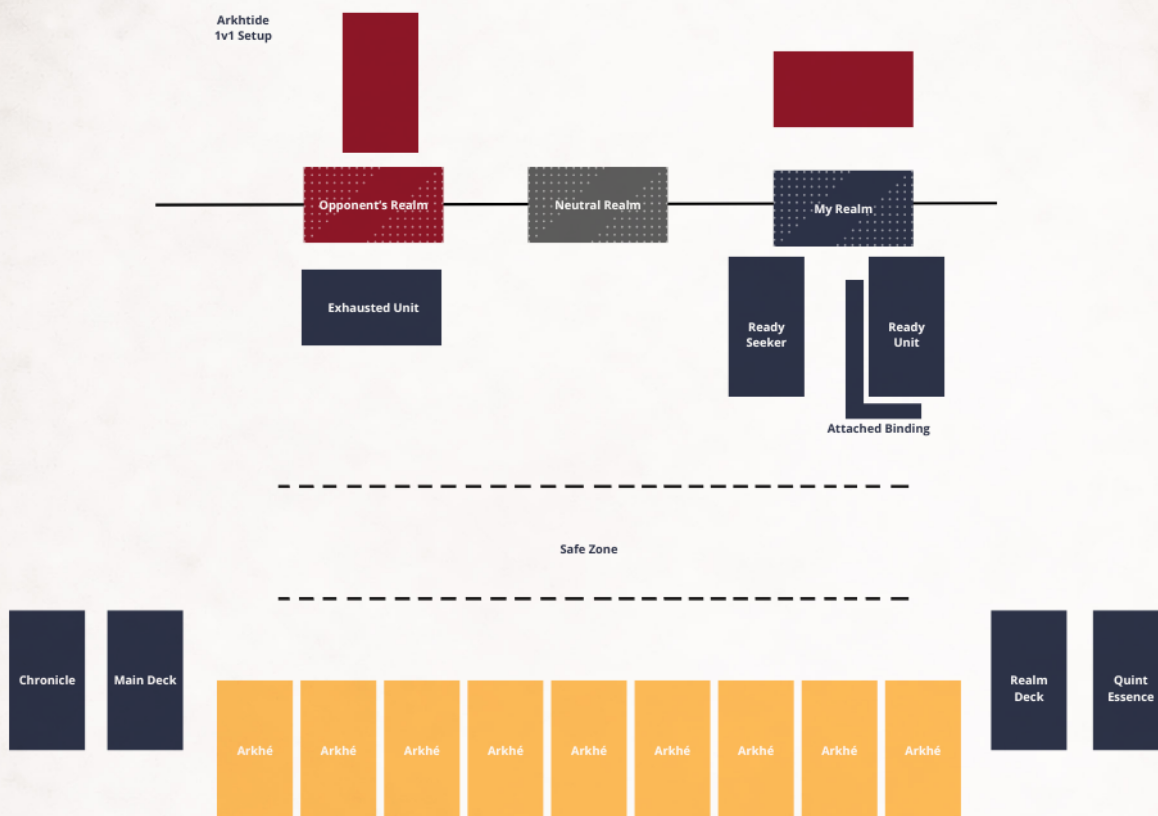 Arkhtide
1v1 Setup
Opponent's Realm
Neutral Realm
My Realm
Exhausted Unit
Ready
Seeker
Ready
Unit
Attached Binding
Safe Zone
Chronicle
Main Deck
Realm
Deck
Quint
Essence
Arkhé
Arkhé
Arkhé
Arkhé
Arkhé
Arkhé
Arkhé
Arkhé
Arkhé